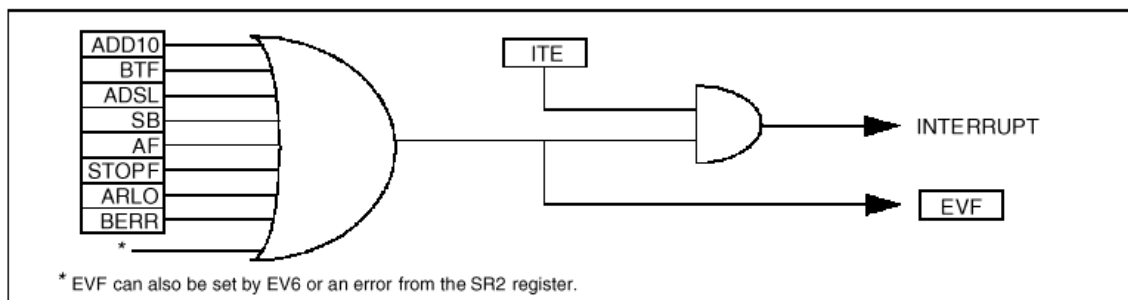 ADD10
BTF
ADSL
SB
AF
STOPF
ARLO
BERR
*
ITE
INTERRUPT
EVF
* EVF can also be set by EV6 or an error from the SR2 register.